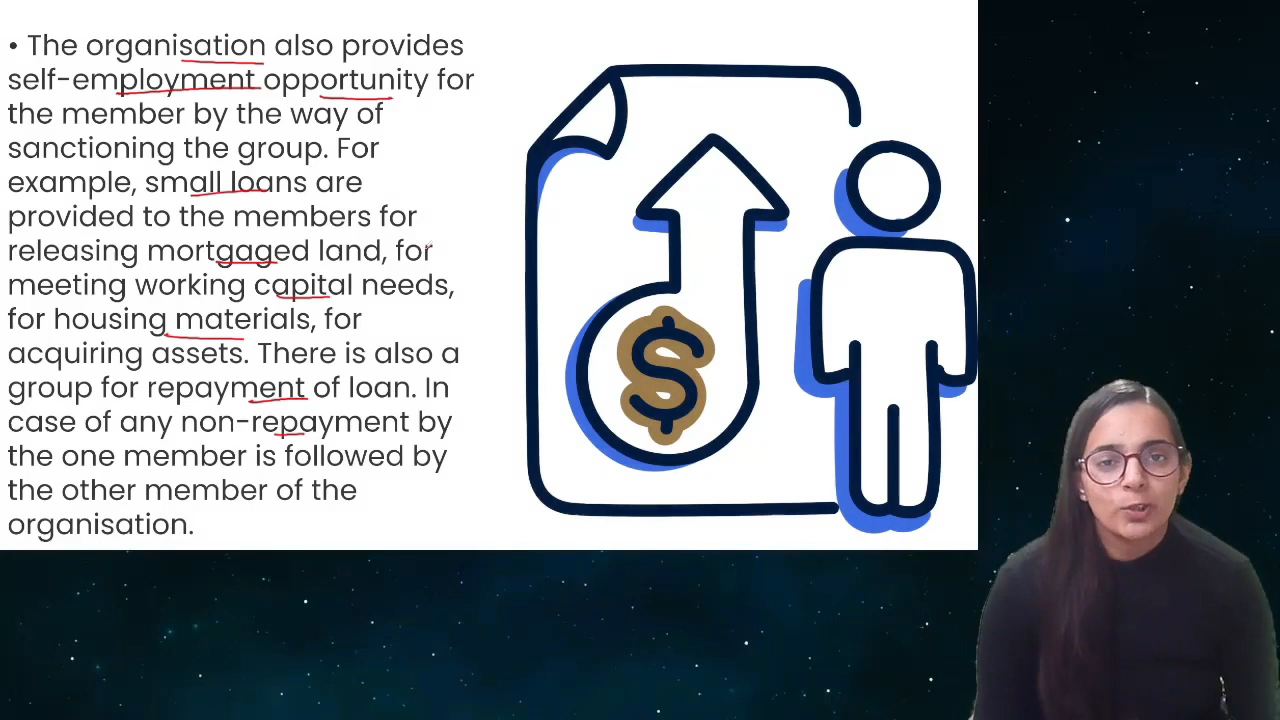 • The organisation also provides
self-employment opportunity for
the member by the way of
sanctioning the group. For
example, small loans are
provided to the members for
releasing mortgaged land, for
meeting working capital needs,
for housing materials, for
acquiring assets. There is also a
group for repayment of loan. In
case of any non-repayment by
the one member is followed by
the other member of the
organisation.
$